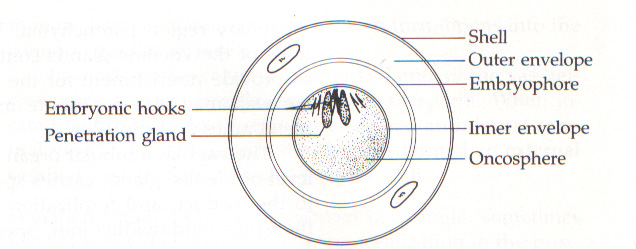 Shell
Outer envelope
Embryophore
Embryonic hooks
Penetration gland
Inner envelope
Oncosphere